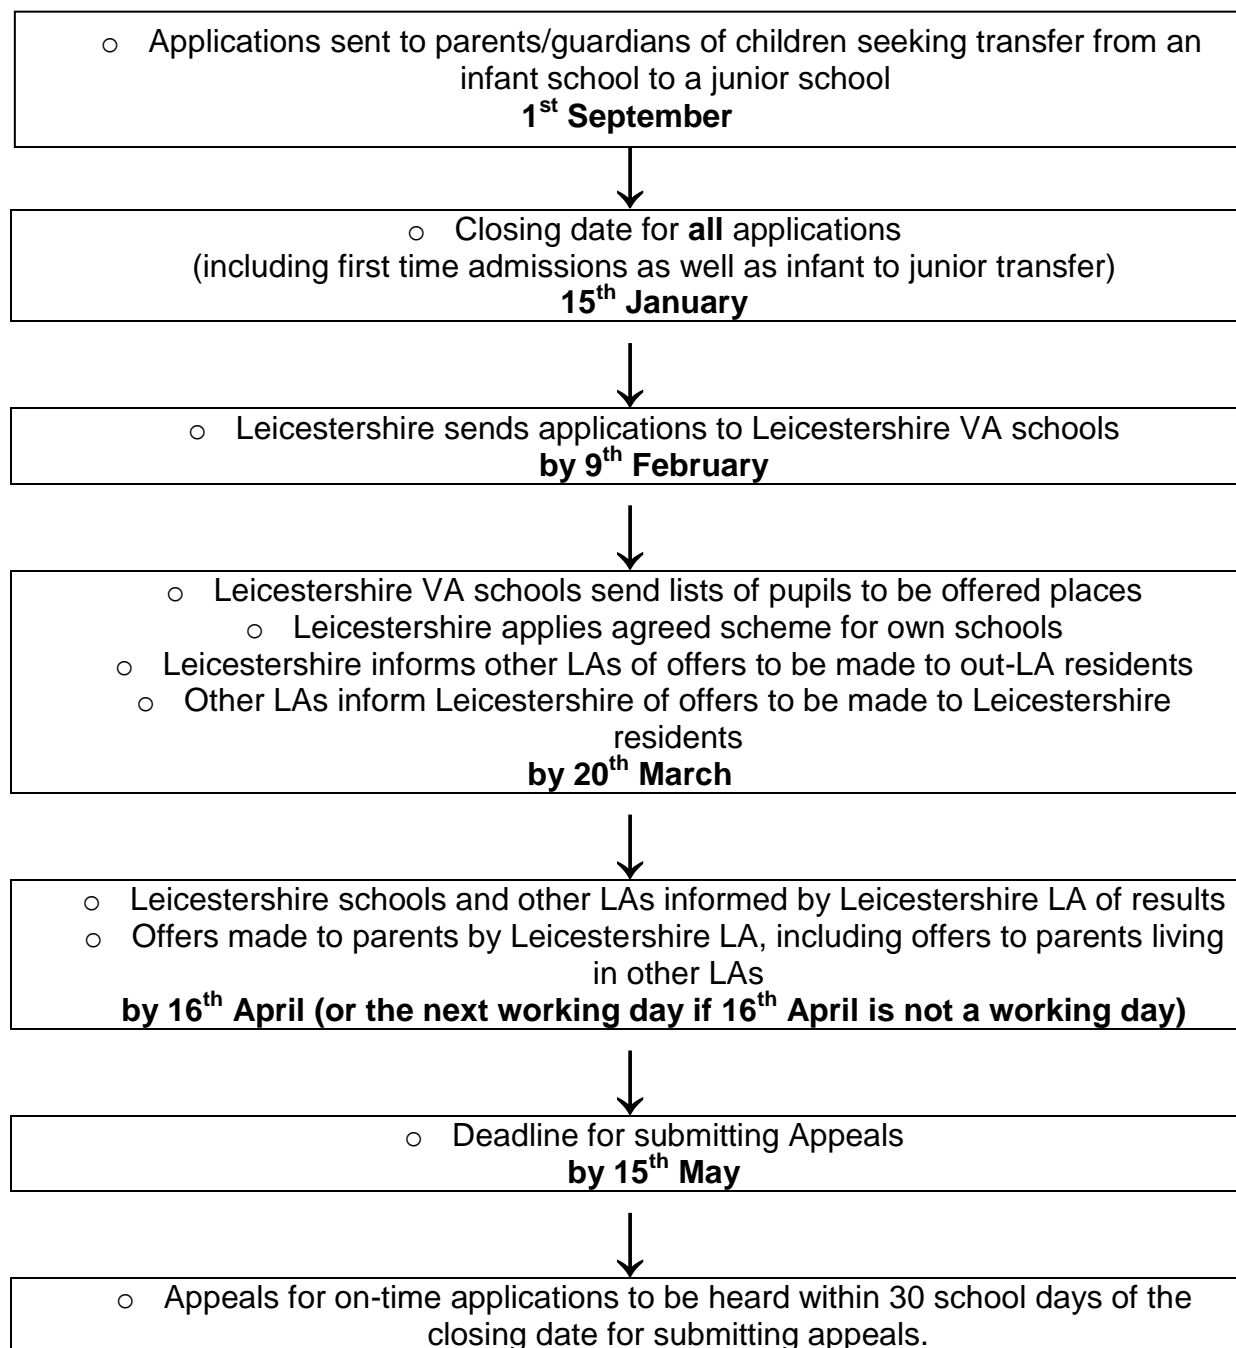 ○ Applications sent to parents/guardians of children seeking transfer from an
infant school to a junior school
1st September
○ Closing date for all applications
(including first time admissions as well as infant to junior transfer)
15th January
○ Leicestershire sends applications to Leicestershire VA schools
by 9th February
○ Leicestershire VA schools send lists of pupils to be offered places
○ Leicestershire applies agreed scheme for own schools
○ Leicestershire informs other LAs of offers to be made to out-LA residents
○ Other LAs inform Leicestershire of offers to be made to Leicestershire
residents
by 20th March
○ Leicestershire schools and other LAs informed by Leicestershire LA of results
○ Offers made to parents by Leicestershire LA, including offers to parents living
in other LAs
by 16th April (or the next working day if 16th April is not a working day)
○ Deadline for submitting Appeals
by 15th May
○ Appeals for on-time applications to be heard within 30 school days of the
closing date for submitting appeals.